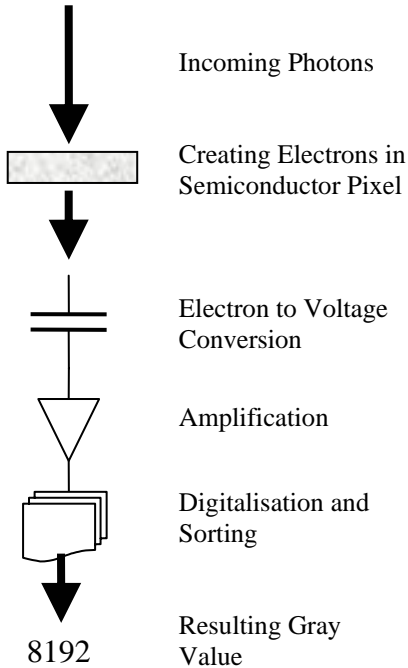 Incoming Photons
Creating Electrons in
Semiconductor Pixel
Electron to Voltage
Conversion
Amplification
Digitalisation and
Sorting
8192
Resulting Gray
Value